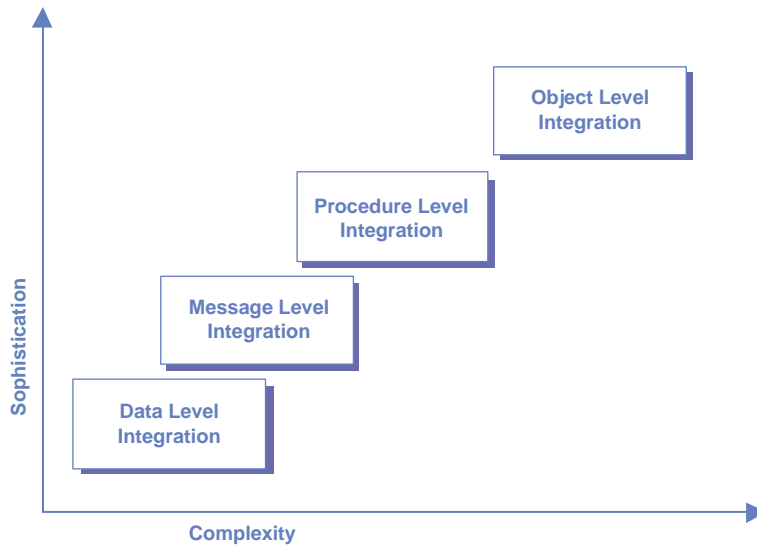 Object Level
Integration
Procedure Level
Integration
Message Level
Integration
Data Level
Integration
Sophistication
Complexity